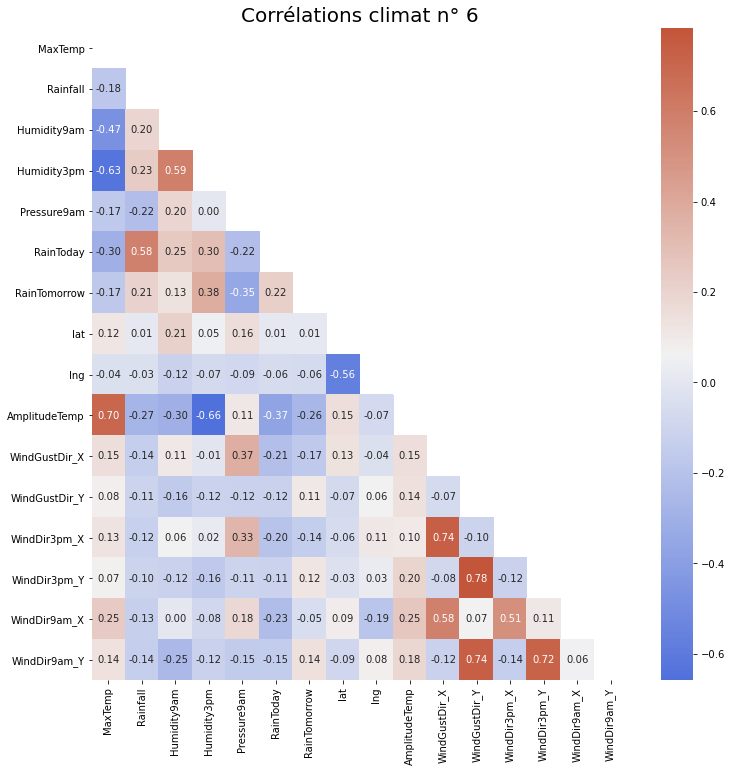 Corrélations climat n° 6
MaxTemp
Rainfall -0.18
Humidity9am -0.47 0.20
Humidity3pm -0.63 0.23 0.59
Pressure9am -0.17 -0.22 0.20 0.00
RainToday -0.30 0.58 0.25 0.30 -0.22
RainTomorrow -0.17 0.21 0.13 0.38 -0.35 0.22
lat 0.12 0.01 0.21 0.05 0.16 0.01 0.01
lng -0.04 -0.03 -0.12 -0.07 -0.09 -0.06 -0.06 -0.56
AmplitudeTemp 0.70 -0.27 -0.30 -0.66 0.11 -0.37 -0.26 0.15 -0.07
WindGustDir_X 0.15 -0.14 0.11 -0.01 0.37 -0.21 -0.17 0.13 -0.04 0.15
WindGustDir_Y 0.08 -0.11 -0.16 -0.12 -0.12 -0.12 0.11 -0.07 0.06 0.14 -0.07
WindDir3pm_X 0.13 -0.12 0.06 0.02 0.33 -0.20 -0.14 -0.06 0.11 0.10 0.74 -0.10
WindDir3pm_Y 0.07 -0.10 -0.12 -0.16 -0.11 -0.11 0.12 -0.03 0.03 0.20 -0.08 0.78 -0.12
WindDir9am_X 0.25 -0.13 0.00 -0.08 0.18 -0.23 -0.05 0.09 -0.19 0.25 0.58 0.07 0.51 0.11
WindDir9am_Y 0.14 -0.14 -0.25 -0.12 -0.15 -0.15 0.14 -0.09 0.08 0.18 -0.12 0.74 -0.14 0.72 0.06
MaxTemp
Rainfall
Humidity9am
Humidity3pm
Pressure9am
RainToday
RainTomorrow
lat
lng
AmplitudeTemp
WindGustDir_X
WindGustDir_Y
WindDir3pm_X
WindDir3pm_Y
WindDir9am_X
WindDir9am_Y
0.6
0.4
0.2
0.0
−0.2
−0.4
−0.6